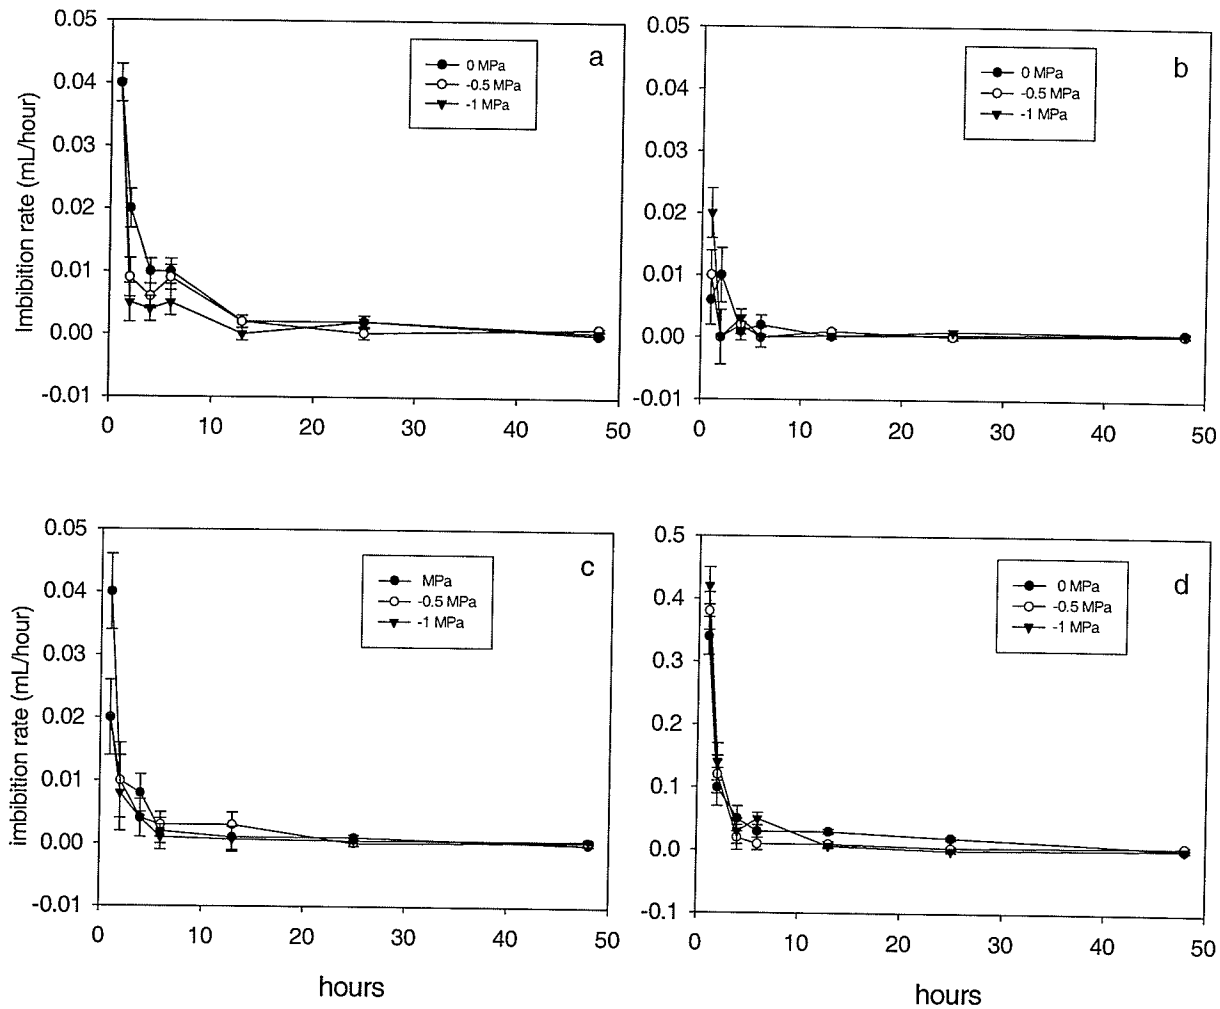 0.05
0.04
0.03
0.02
0.01
0.00
-0.01
0 10 20 30 40 50
Imbibition rate (mL/hour)
0 MPa
-0.5 MPa
-1 MPa
a
0.05
0.04
0.03
0.02
0.01
0.00
-0.01
0 10 20 30 40 50
0 MPa
-0.5 MPa
-1 MPa
b
0.05
0.04
0.03
0.02
0.01
0.00
-0.01
0 10 20 30 40 50
imbibition rate (mL/hour)
MPa
-0.5 MPa
-1 MPa
c
hours
0.5
0.4
0.3
0.2
0.1
0.0
-0.1
0 10 20 30 40 50
0 MPa
-0.5 MPa
-1 MPa
d
hours